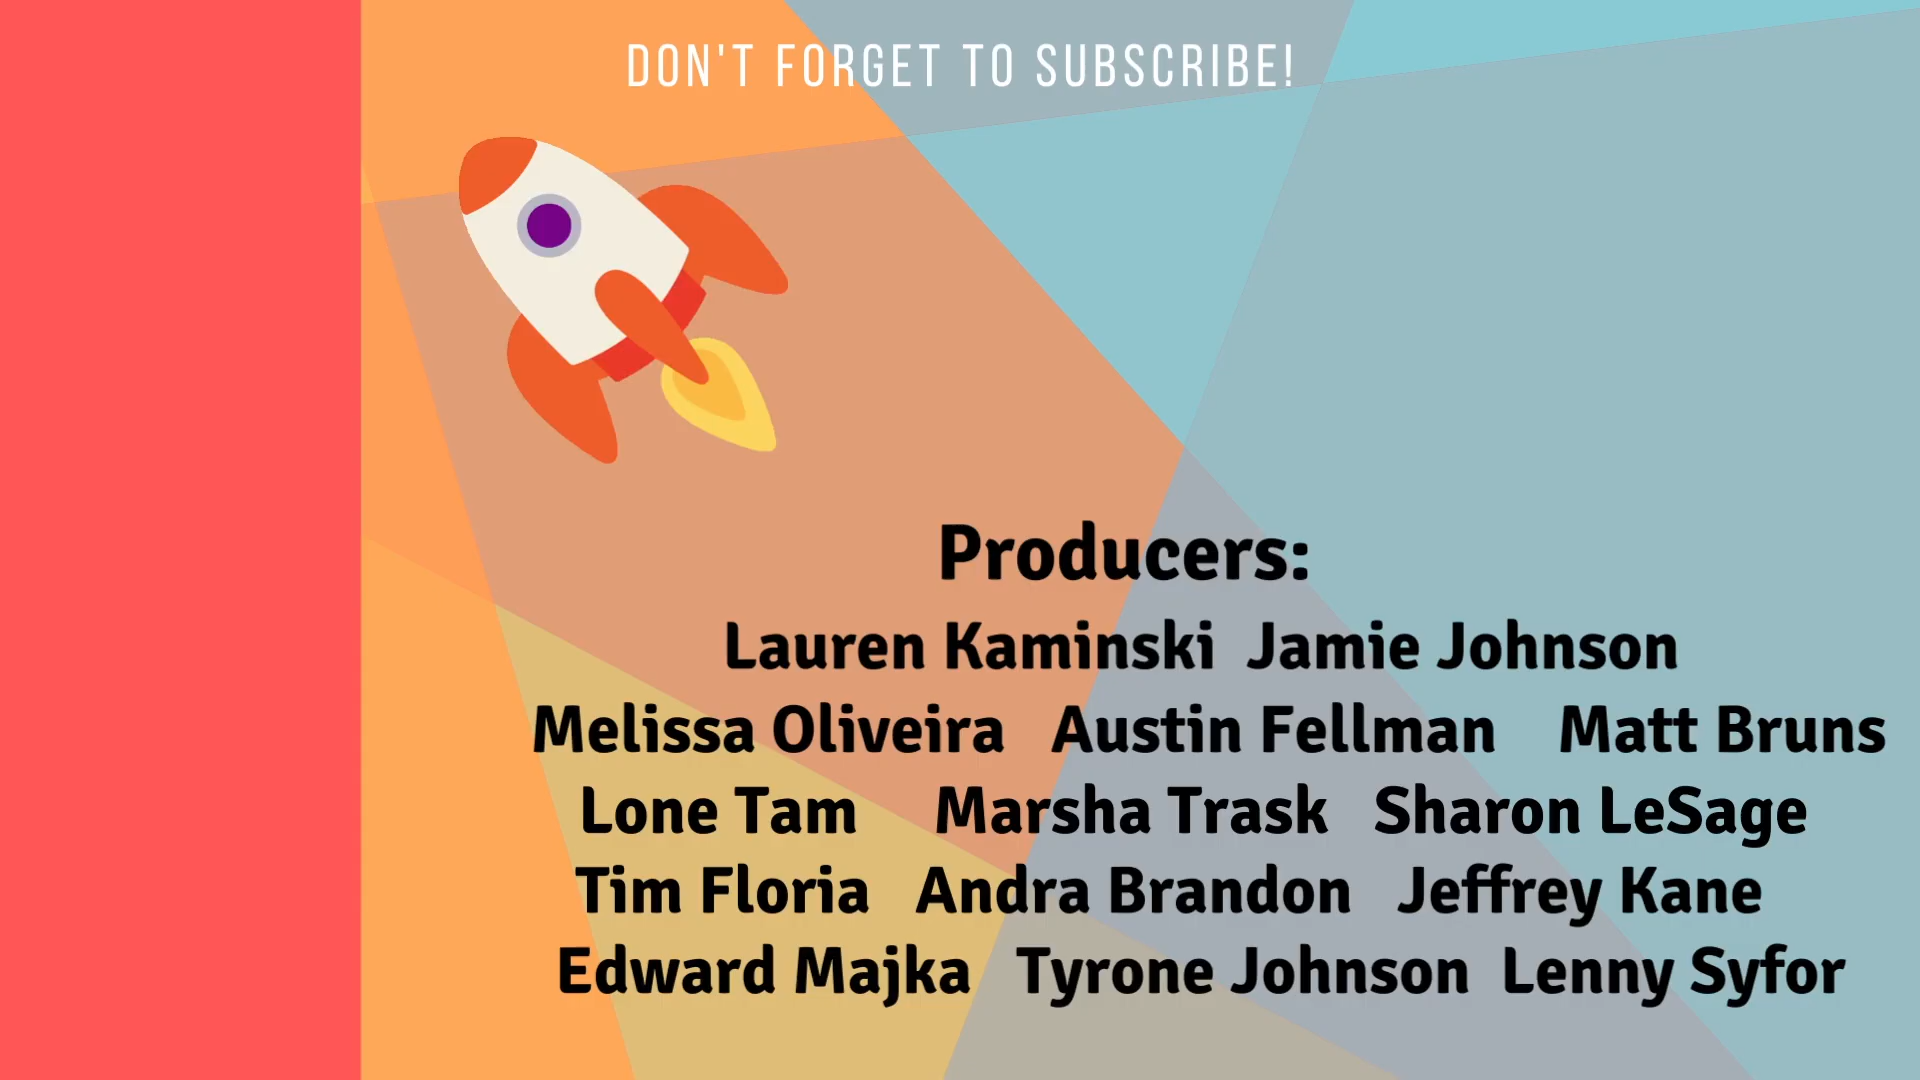 DON'T FORGET TO SUBSCRIBE!
Producers:
Lauren Kaminski Jamie Johnson
Melissa Oliveira Austin Fellman Matt Bruns
Lone Tam Marsha Trask Sharon LeSage
Tim Floria Andra Brandon Jeffrey Kane
Edward Majka Tyrone Johnson Lenny Syfor